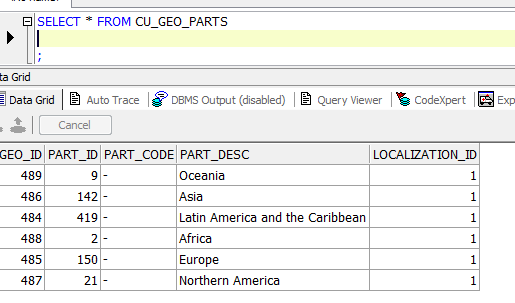 SELECT * FROM CU_GEO_PARTS
;
Data Grid
Data Grid Auto Trace DBMS Output (disabled) Query Viewer CodeXpert
Cancel
GEO_ID PART_ID PART_CODE PART_DESC LOCALIZATION_ID
489 9 - Oceania 1
486 142 - Asia 1
484 419 - Latin America and the Caribbean 1
488 2 - Africa 1
485 150 - Europe 1
487 21 - Northern America 1